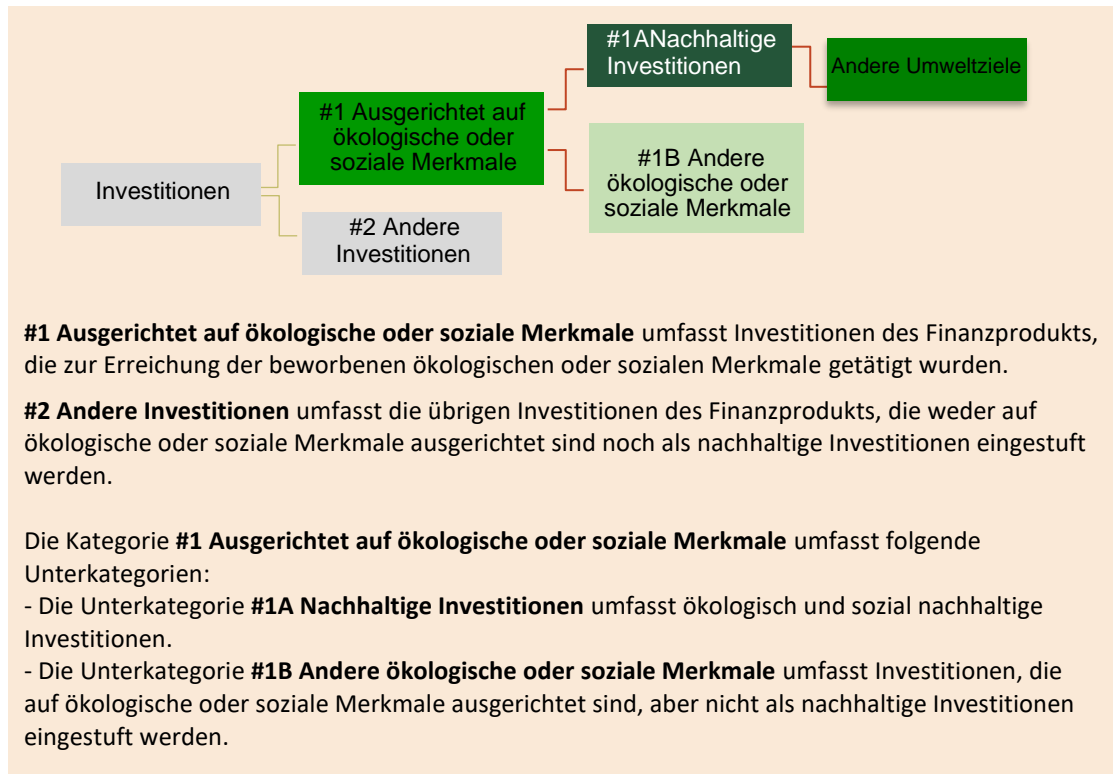 #1ANachhaltige
Investitionen
Andere Umweltziele
#1 Ausgerichtet auf
ökologische oder
soziale Merkmale
#1B Andere
ökologische oder
soziale Merkmale
Investitionen
#2 Andere
Investitionen
#1 Ausgerichtet auf ökologische oder soziale Merkmale umfasst Investitionen des Finanzprodukts,
die zur Erreichung der beworbenen ökologischen oder sozialen Merkmale getätigt wurden.
#2 Andere Investitionen umfasst die übrigen Investitionen des Finanzprodukts, die weder auf
ökologische oder soziale Merkmale ausgerichtet sind noch als nachhaltige Investitionen eingestuft
werden.
Die Kategorie #1 Ausgerichtet auf ökologische oder soziale Merkmale umfasst folgende
Unterkategorien:
- Die Unterkategorie #1A Nachhaltige Investitionen umfasst ökologisch und sozial nachhaltige
Investitionen.
- Die Unterkategorie #1B Andere ökologische oder soziale Merkmale umfasst Investitionen, die
auf ökologische oder soziale Merkmale ausgerichtet sind, aber nicht als nachhaltige Investitionen
eingestuft werden.